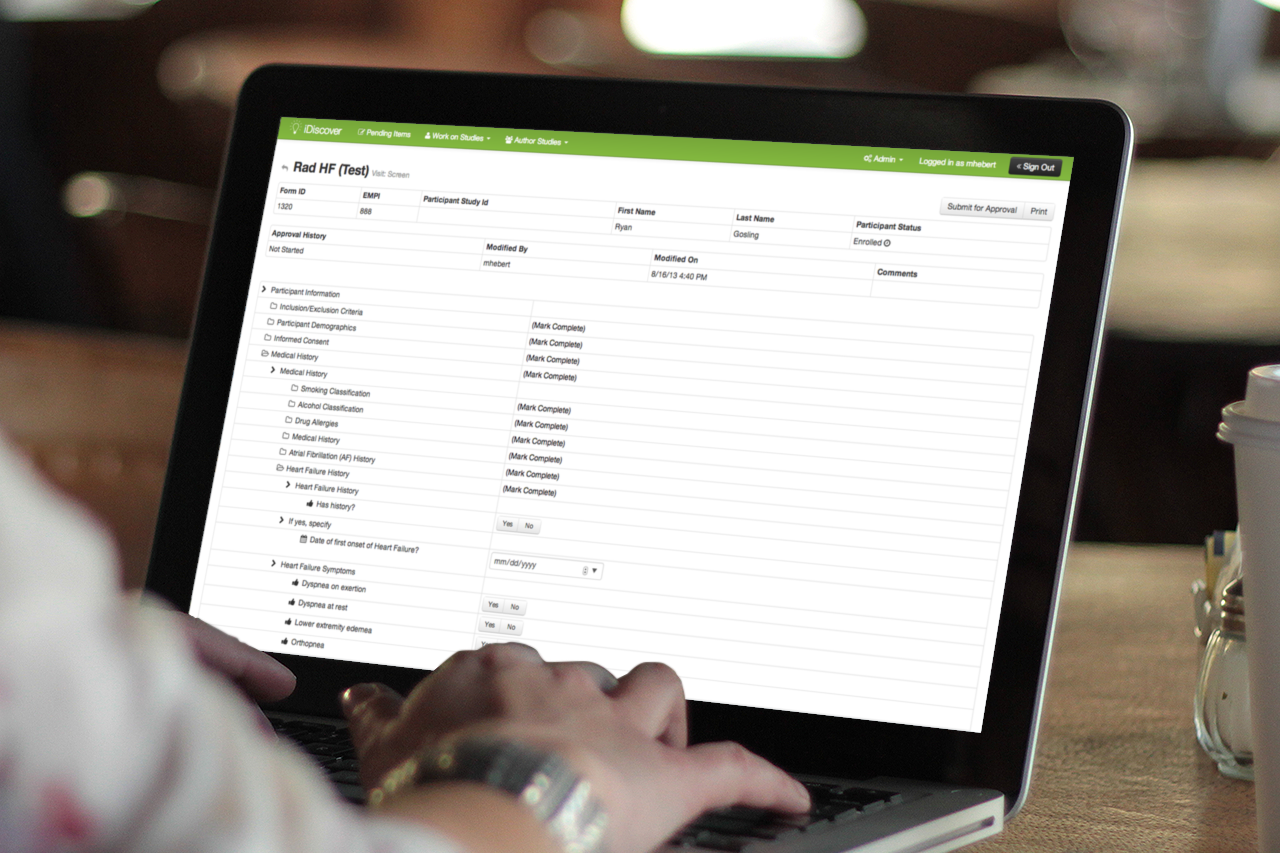 iDiscover Pending Items Work on Studies Author Studies Admin Logged in as mhebert < Sign Out
Rad HF (Test) Visit: Screen
Submit for Approval Print
Form ID EMPI Participant Study Id First Name Last Name Participant Status
1320 888 Ryan Gosling Enrolled
Approval History Modified By Modified On Comments
Not Started mhebert 8/16/13 4:40 PM
Participant Information
Inclusion/Exclusion Criteria (Mark Complete)
Participant Demographics (Mark Complete)
Informed Consent (Mark Complete)
Medical History (Mark Complete)
Medical History
Smoking Classification (Mark Complete)
Alcohol Classification (Mark Complete)
Drug Allergies (Mark Complete)
Medical History (Mark Complete)
Atrial Fibrillation (AF) History (Mark Complete)
Heart Failure History (Mark Complete)
Heart Failure History
Has history? Yes No
If yes, specify
Date of first onset of Heart Failure? mm/dd/yyyy
Heart Failure Symptoms
Dyspnea on exertion Yes No
Dyspnea at rest Yes No
Lower extremity edemea
Orthopnea